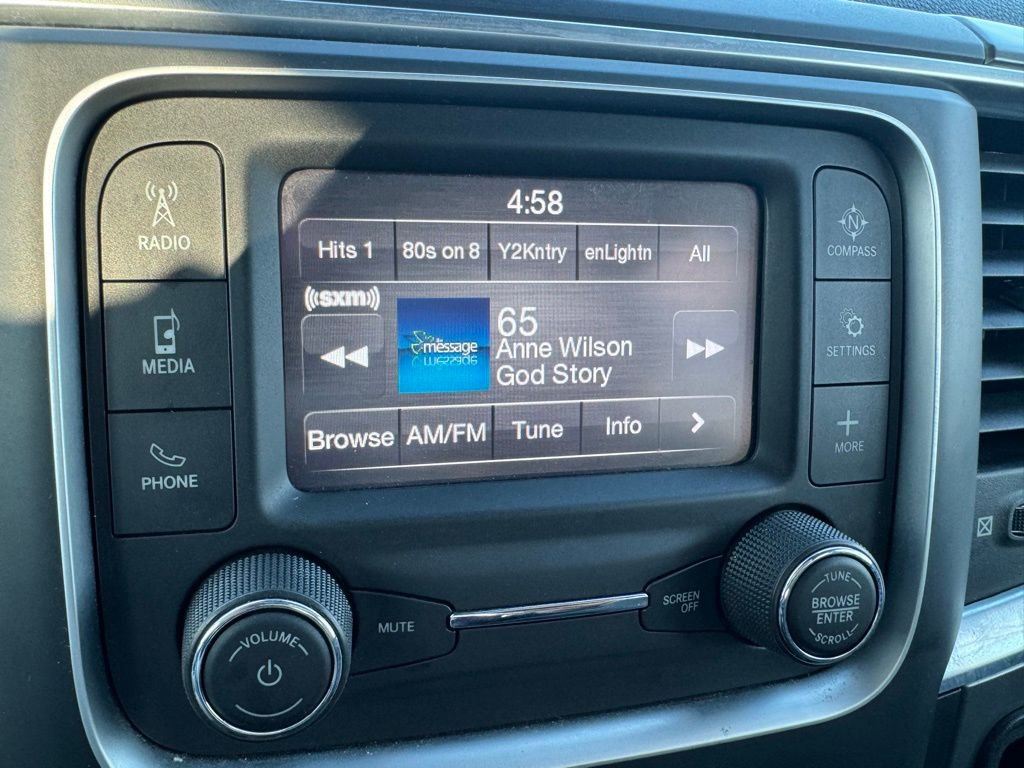 4:58
Hits 1 80s on 8 Y2Kntry enLightn All
((sxm))
the message
65
Anne Wilson
God Story
Browse AM/FM Tune Info >
RADIO
MEDIA
PHONE
N
COMPASS
SETTINGS
+
MORE
VOLUME
MUTE
SCREEN
OFF
TUNE
BROWSE
ENTER
SCROLL